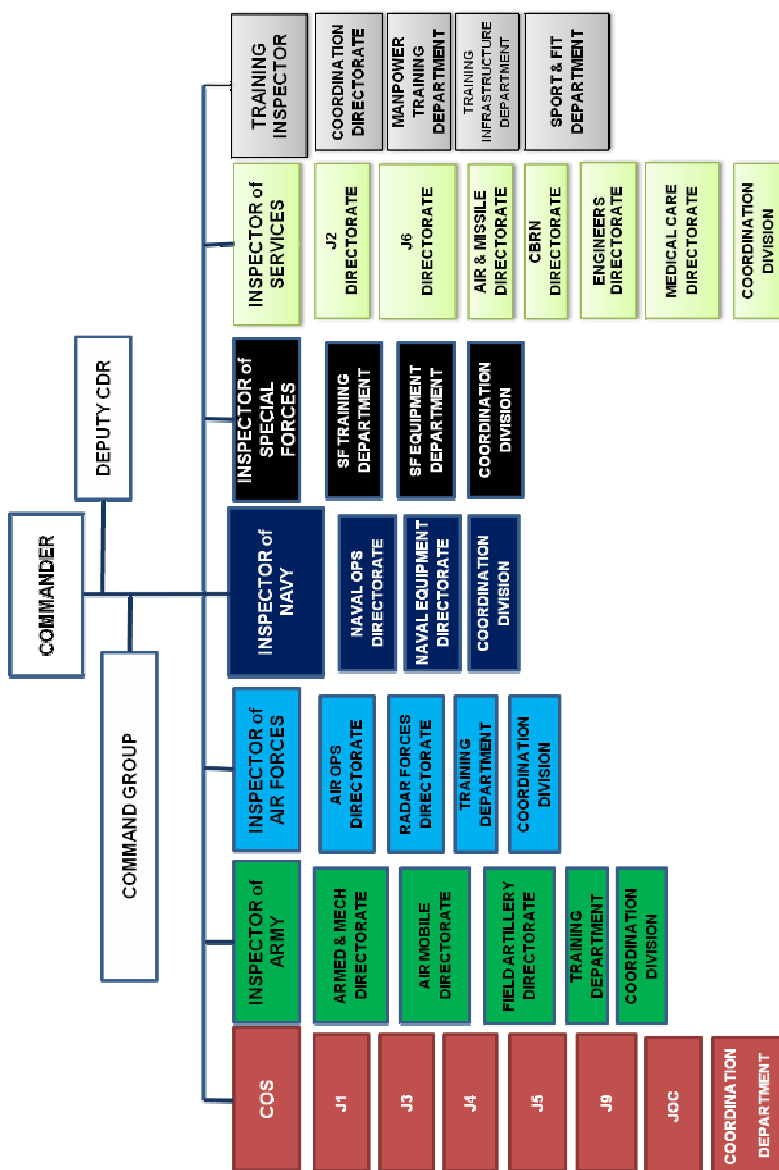 COMMANDER
DEPUTY CDR
COMMAND GROUP
COS
J1
J3
J4
J5
J9
JOC
COORDINATION
DEPARTMENT
INSPECTOR of
ARMY
ARMED & MECH
DIRECTORATE
AIR MOBILE
DIRECTORATE
FIELD ARTILLERY
DIRECTORATE
TRAINING
DEPARTMENT
COORDINATION
DIVISION
INSPECTOR of
AIR FORCES
AIR OPS
DIRECTORATE
RADAR FORCES
DIRECTORATE
TRAINING
DEPARTMENT
COORDINATION
DIVISION
INSPECTOR of
NAVY
NAVAL OPS
DIRECTORATE
NAVAL EQUIPMENT
DIRECTORATE
COORDINATION
DIVISION
INSPECTOR of
SPECIAL
FORCES
SF TRAINING
DEPARTMENT
SF EQUIPMENT
DEPARTMENT
COORDINATION
DIVISION
INSPECTOR of
SERVICES
J2
DIRECTORATE
J6
DIRECTORATE
AIR & MISSILE
DIRECTORATE
CBRN
DIRECTORATE
ENGINEERS
DIRECTORATE
MEDICAL CARE
DIRECTORATE
COORDINATION
DIVISION
TRAINING
INSPECTOR
COORDINATION
DIRECTORATE
MANPOWER
TRAINING
DEPARTMENT
TRAINING
INFRASTRUCTURE
DEPARTMENT
SPORT & FIT
DEPARTMENT